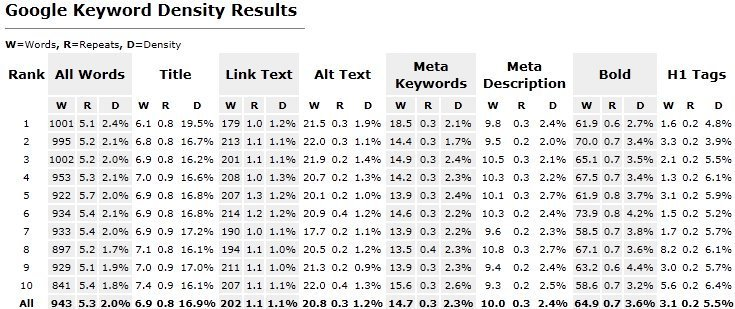 Google Keyword Density Results
W=Words, R=Repeats, D=Density
Rank All Words Title Link Text Alt Text Meta Keywords Meta Description Bold H1 Tags
W R D W R D W R D W R D W R D W R D W R D W R D
1 1001 5.1 2.4% 6.1 0.8 19.5% 179 1.0 1.2% 21.5 0.3 1.9% 18.5 0.3 2.1% 9.8 0.3 2.4% 61.9 0.6 2.7% 1.6 0.2 4.8%
2 995 5.2 2.1% 6.8 0.8 16.7% 213 1.1 1.1% 22.0 0.3 1.1% 14.4 0.3 1.7% 9.5 0.2 2.0% 70.0 0.7 3.4% 3.3 0.2 3.9%
3 1002 5.2 2.0% 6.9 0.8 16.2% 201 1.1 1.1% 21.9 0.2 1.3% 14.9 0.3 2.4% 10.5 0.3 2.1% 65.1 0.7 3.5% 2.1 0.2 5.5%
4 953 5.3 2.1% 7.0 0.9 16.6% 208 1.0 1.3% 20.7 0.2 1.3% 14.2 0.3 2.3% 10.3 0.3 2.2% 67.5 0.7 3.4% 1.3 0.2 6.1%
5 922 5.7 2.0% 6.9 0.8 16.8% 207 1.3 1.2% 20.1 0.2 1.0% 13.9 0.3 2.4% 10.1 0.3 2.7% 61.9 0.8 3.7% 3.1 0.2 5.9%
6 934 5.4 2.1% 6.9 0.8 16.8% 214 1.2 1.2% 20.9 0.4 1.2% 14.6 0.3 2.2% 10.3 0.2 2.4% 73.9 0.8 4.2% 1.5 0.2 5.2%
7 933 5.4 2.0% 6.9 0.9 17.2% 190 1.0 1.1% 17.7 0.2 1.1% 13.9 0.3 2.2% 9.6 0.2 2.3% 58.5 0.7 3.8% 1.7 0.2 5.2%
8 897 5.2 1.7% 7.1 0.8 16.1% 194 1.1 1.0% 20.5 0.2 1.2% 13.5 0.4 2.3% 10.8 0.3 2.7% 67.1 0.7 3.6% 8.2 0.2 6.1%
9 929 5.1 1.9% 7.0 0.9 17.0% 211 1.1 1.0% 21.3 0.2 0.9% 13.9 0.3 2.3% 9.4 0.2 2.4% 63.2 0.6 4.4% 3.0 0.2 5.7%
10 841 5.4 1.8% 7.4 0.9 16.1% 207 1.1 1.1% 22.0 0.4 1.3% 15.6 0.3 2.6% 9.3 0.2 2.5% 58.6 0.7 3.2% 5.6 0.2 6.4%
All 943 5.3 2.0% 6.9 0.8 16.9% 202 1.1 1.1% 20.8 0.3 1.2% 14.7 0.3 2.3% 10.0 0.3 2.4% 64.9 0.7 3.6% 3.1 0.2 5.5%